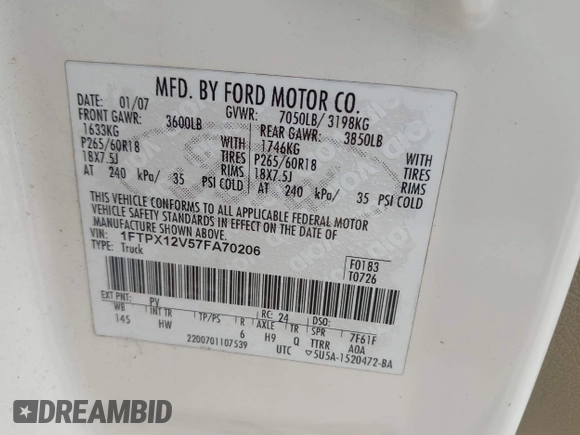 MFD. BY FORD MOTOR CO.
DATE: 01/07 GVWR: 7050LB/ 3198KG
FRONT GAWR: 3600LB REAR GAWR: 3850LB
1633KG WITH 1746KG WITH
P265/60R18 TIRES P265/60R18 TIRES
18X7.5J RIMS 18X7.5J RIMS
AT 240 kPa/ 35 PSI COLD AT 240 kPa/ 35 PSI COLD
THIS VEHICLE CONFORMS TO ALL APPLICABLE FEDERAL MOTOR
VEHICLE SAFETY STANDARDS IN EFFECT ON THE DATE OF
MANUFACTURE SHOWN ABOVE.
1FTPX12V57FA70206
TYPE: Truck
F0183
T0726
EXT PNT: PV RC: 24 7F61F
WB INT TR TP/PS R AXLE TR SPR A0A
145 HW 6 H9 Q TTRR
2200701107539 UTC ▽5U5A-1520472-BA
DREAMBID